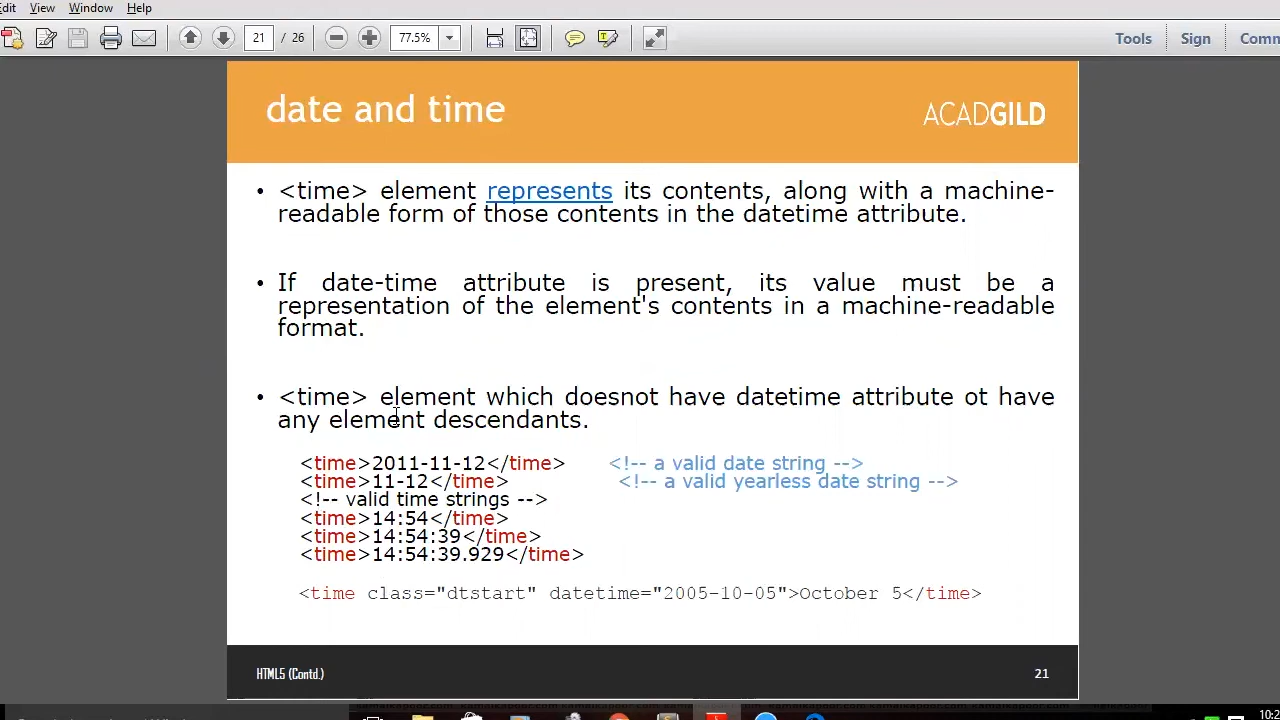 dit View Window Help
21 / 26 77.5% Tools Sign Comm
date and time
ACADGILD
• <time> element represents its contents, along with a machine-
readable form of those contents in the datetime attribute.
• If date-time attribute is present, its value must be a
representation of the element's contents in a machine-readable
format.
• <time> element which doesnot have datetime attribute ot have
any element descendants.
<time>2011-11-12</time> <!-- a valid date string -->
<time>11-12</time> <!-- a valid yearless date string -->
<!-- valid time strings -->
<time>14:54</time>
<time>14:54:39</time>
<time>14:54:39.929</time>
<time class="dtstart" datetime="2005-10-05">October 5</time>
HTML5 (Contd.) 21
10:2